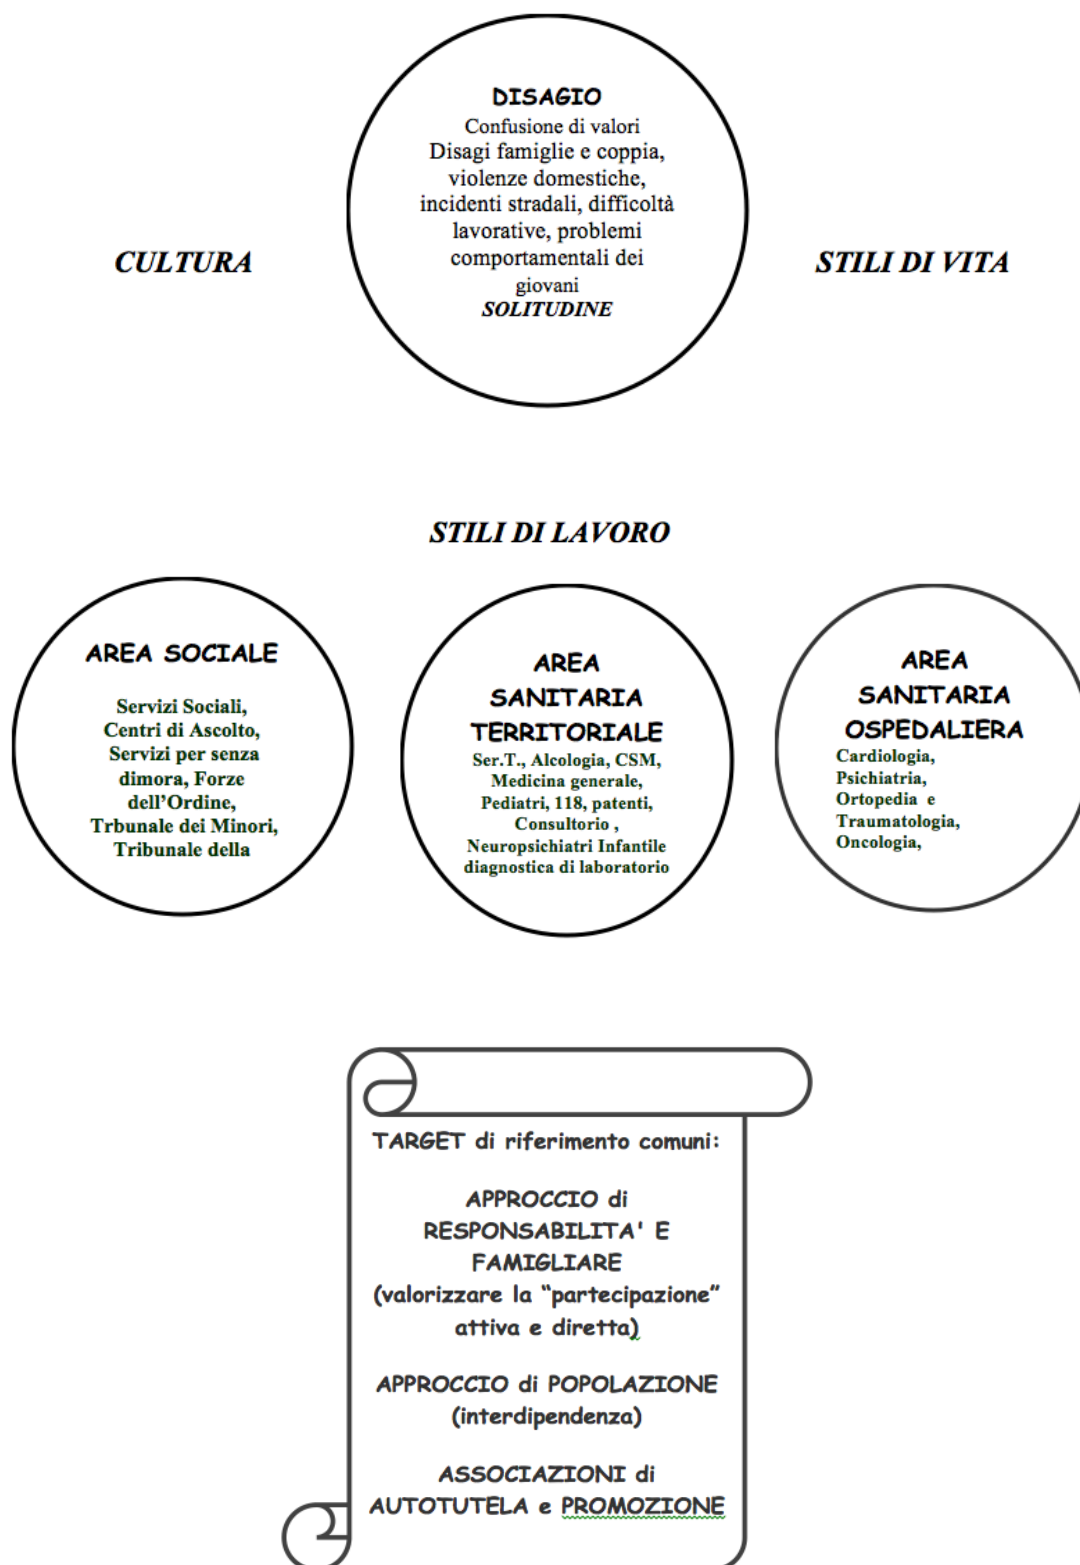 DISAGIO
Confusione di valori
Disagi famiglie e coppia,
violenze domestiche,
incidenti stradali, difficoltà
lavorative, problemi
comportamentali dei
giovani
SOLITUDINE
CULTURA
STILI DI VITA
STILI DI LAVORO
AREA SOCIALE
Servizi Sociali,
Centri di Ascolto,
Servizi per senza
dimora, Forze
dell’Ordine,
Trbunale dei Minori,
Tribunale della
AREA
SANITARIA
TERRITORIALE
Ser.T., Alcologia, CSM,
Medicina generale,
Pediatri, 118, patenti,
Consultorio ,
Neuropsichiatri Infantile
diagnostica di laboratorio
AREA
SANITARIA
OSPEDALIERA
Cardiologia,
Psichiatria,
Ortopedia e
Traumatologia,
Oncologia,
TARGET di riferimento comuni:
APPROCCIO di
RESPONSABILITA' E
FAMIGLIARE
(valorizzare la “partecipazione”
attiva e diretta)
APPROCCIO di POPOLAZIONE
(interdipendenza)
ASSOCIAZIONI di
AUTOTUTELA e PROMOZIONE